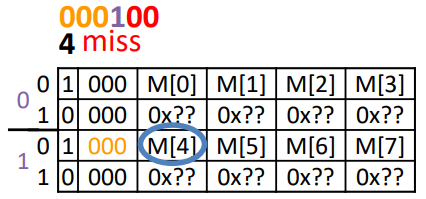 000100
4 miss
0 0 1 000 M[0] M[1] M[2] M[3]
1 0 000 0x?? 0x?? 0x?? 0x??
1 0 1 000 M[4] M[5] M[6] M[7]
1 0 000 0x?? 0x?? 0x?? 0x??